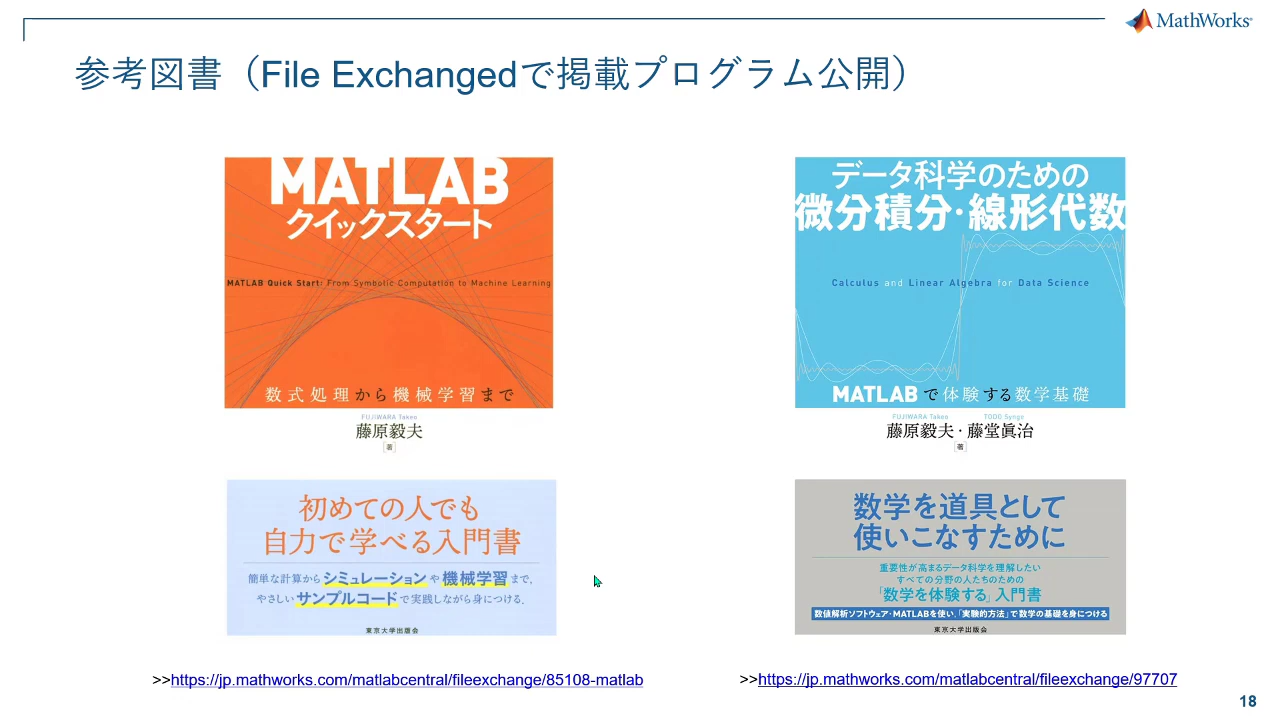 MathWorks
参考図書（File Exchangedで掲載プログラム公開）
MATLAB
クイックスタート
MATLAB Quick Start: From Symbolic Computation to Machine Learning
数式処理から機械学習まで
FUJIWARA Takeo
藤原毅夫
著
初めての人でも
自力で学べる入門書
簡単な計算からシミュレーションや機械学習まで、
やさしいサンプルコードで実践しながら身につける。
東京大学出版会
>>https://jp.mathworks.com/matlabcentral/fileexchange/85108-matlab
データ科学のための
微分積分・線形代数
Calculus and Linear Algebra for Data Science
MATLABで体験する数学基礎
FUJIWARA Takeo TODO Synge
藤原毅夫・藤堂眞治
著
数学を道具として
使いこなすために
重要性が高まるデータ科学を理解したい
すべての分野の人たちのための
「数学を体験する」入門書
数値解析ソフトウェア・MATLABを使い、「実験的方法」で数学の基礎を身につける
東京大学出版会
>>https://jp.mathworks.com/matlabcentral/fileexchange/97707
18